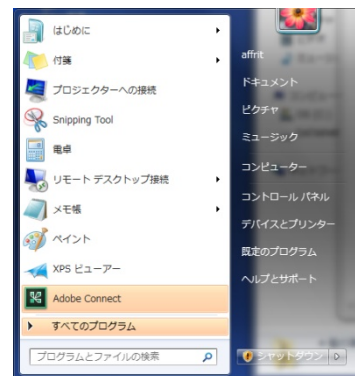 はじめに
付箋
プロジェクターへの接続
Snipping Tool
電卓
リモート デスクトップ接続
メモ帳
ペイント
XPS ビューアー
Adobe Connect
すべてのプログラム
プログラムとファイルの検索
affrit
ドキュメント
ピクチャ
ミュージック
コンピューター
コントロール パネル
デバイスとプリンター
既定のプログラム
ヘルプとサポート
シャットダウン